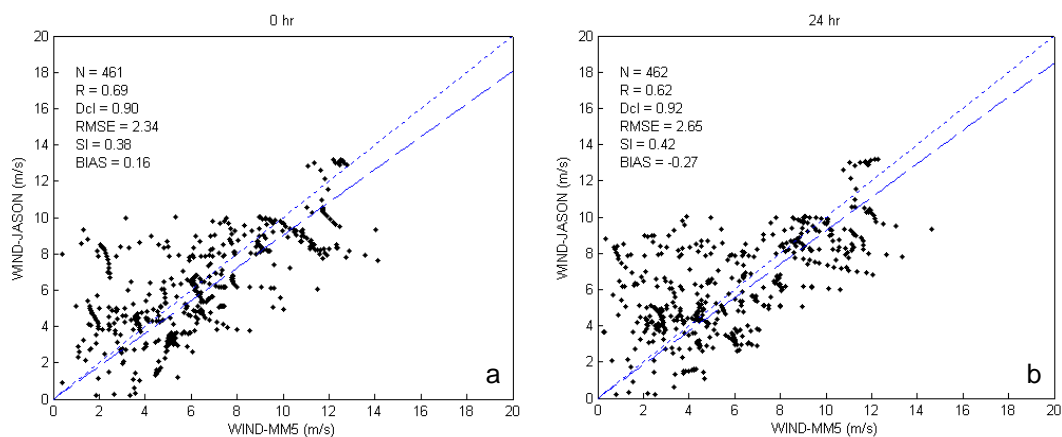 0 hr
20
18
16
14
12
10
8
6
4
2
0
WIND-JASON (m/s)
N = 461
R = 0.69
Dcl = 0.90
RMSE = 2.34
SI = 0.38
BIAS = 0.16
a
0 2 4 6 8 10 12 14 16 18 20
WIND-MM5 (m/s)
24 hr
20
18
16
14
12
10
8
6
4
2
0
WIND-JASON (m/s)
N = 462
R = 0.62
Dcl = 0.92
RMSE = 2.65
SI = 0.42
BIAS = -0.27
b
0 2 4 6 8 10 12 14 16 18 20
WIND-MM5 (m/s)